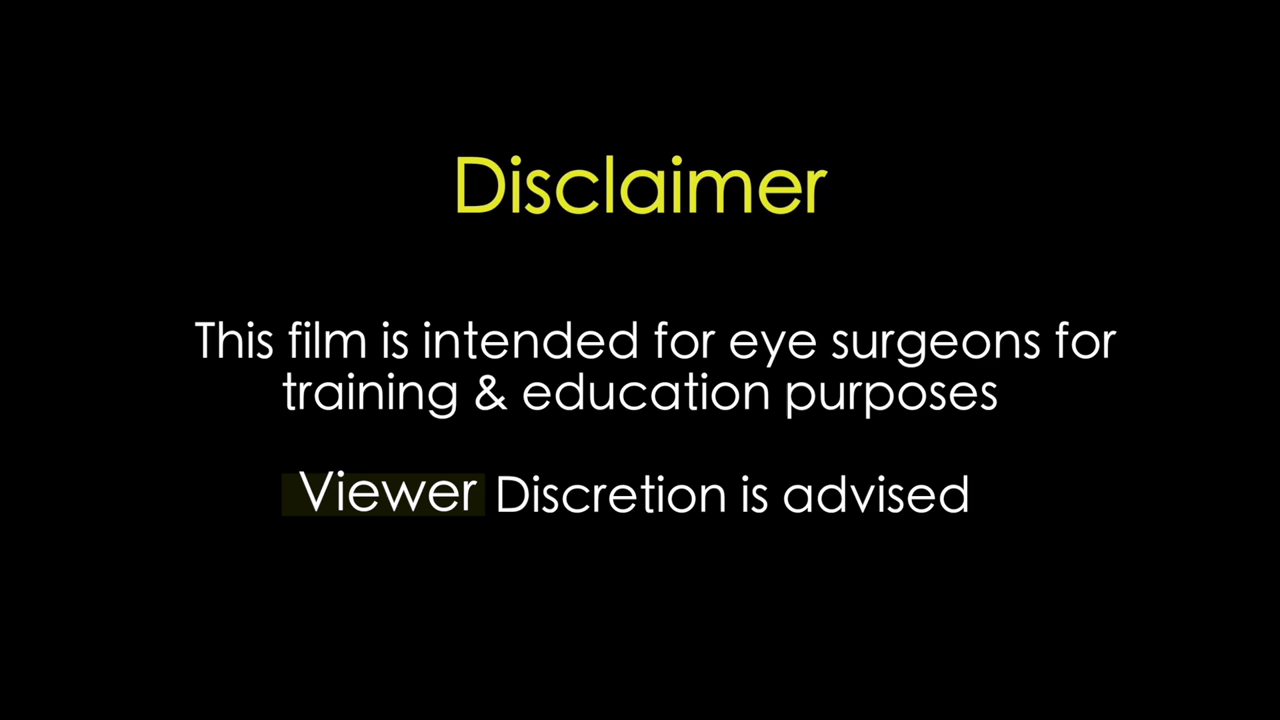 Disclaimer
This film is intended for eye surgeons for
training & education purposes
Viewer Discretion is advised